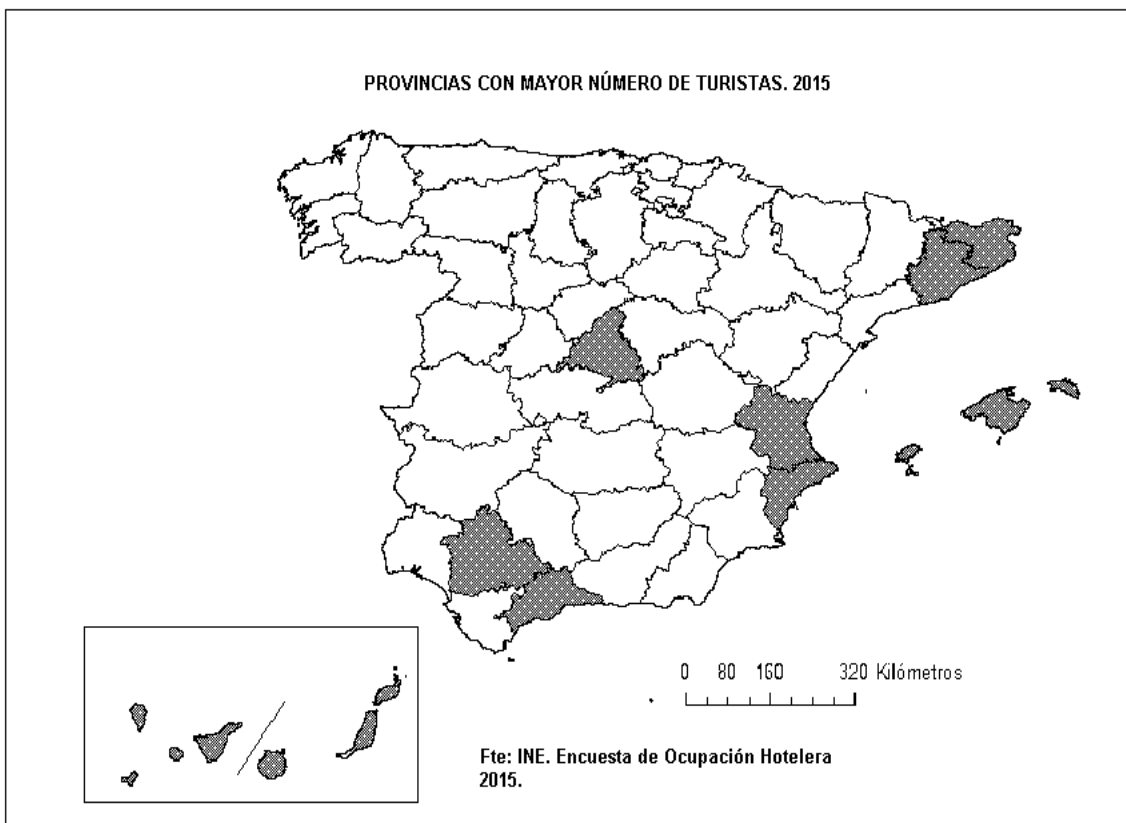 PROVINCIAS CON MAYOR NÚMERO DE TURISTAS. 2015
0 80 160 320 Kilómetros
Fte: INE. Encuesta de Ocupación Hotelera
2015.